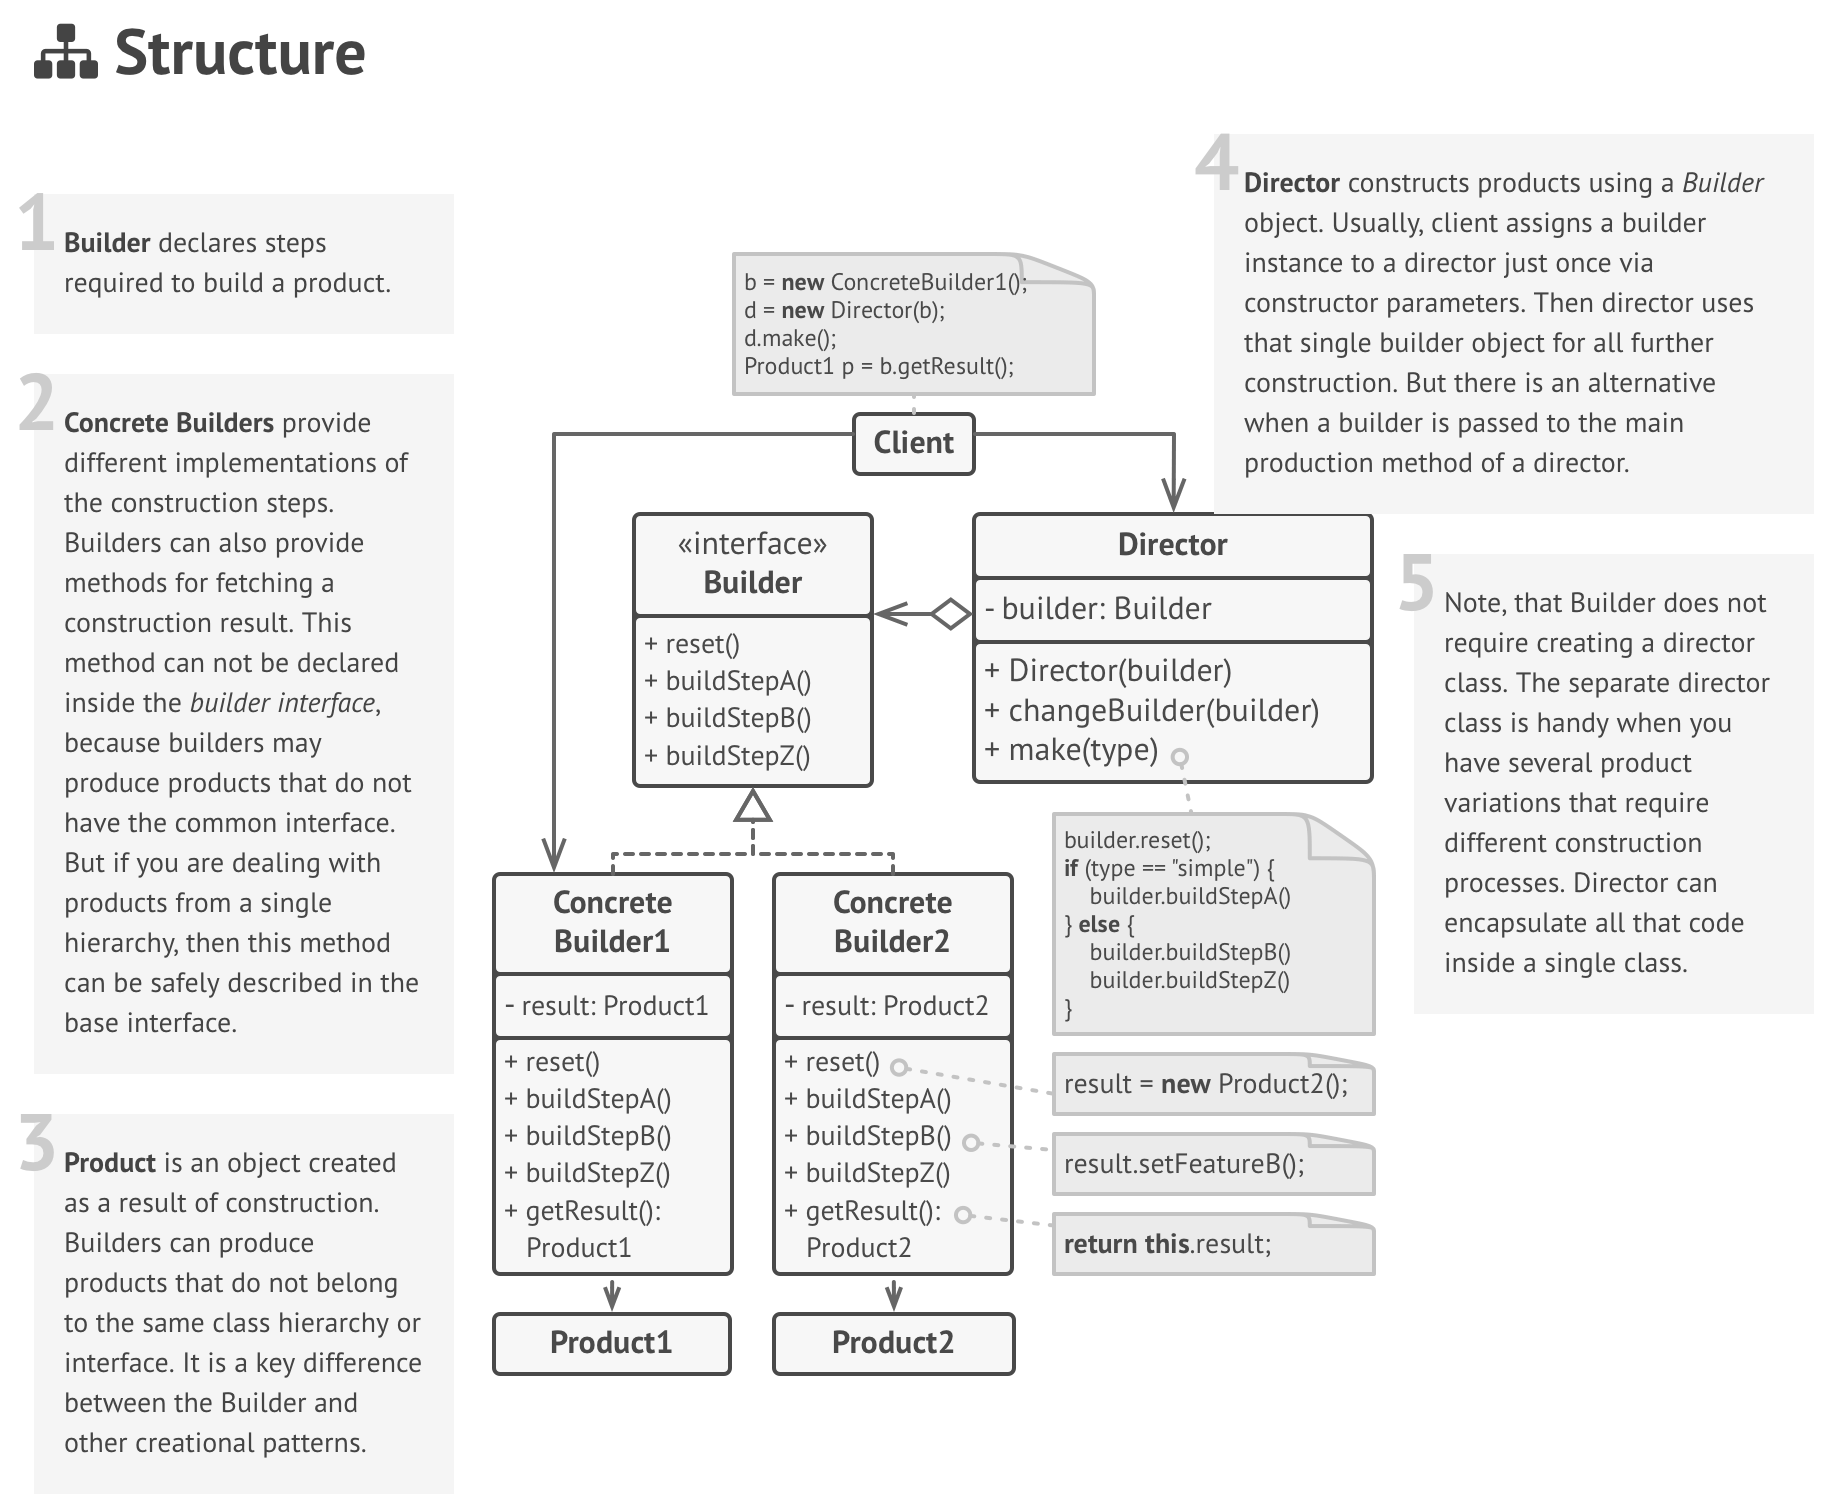 Structure
1
Builder declares steps
required to build a product.
2
Concrete Builders provide
different implementations of
the construction steps.
Builders can also provide
methods for fetching a
construction result. This
method can not be declared
inside the builder interface,
because builders may
produce products that do not
have the common interface.
But if you are dealing with
products from a single
hierarchy, then this method
can be safely described in the
base interface.
3
Product is an object created
as a result of construction.
Builders can produce
products that do not belong
to the same class hierarchy or
interface. It is a key difference
between the Builder and
other creational patterns.
b = new ConcreteBuilder1();
d = new Director(b);
d.make();
Product1 p = b.getResult();
Client
«interface»
Builder
+ reset()
+ buildStepA()
+ buildStepB()
+ buildStepZ()
Director
- builder: Builder
+ Director(builder)
+ changeBuilder(builder)
+ make(type)
builder.reset();
if (type == "simple") {
builder.buildStepA()
} else {
builder.buildStepB()
builder.buildStepZ()
}
Concrete
Builder1
- result: Product1
+ reset()
+ buildStepA()
+ buildStepB()
+ buildStepZ()
+ getResult():
Product1
Concrete
Builder2
- result: Product2
+ reset()
+ buildStepA()
+ buildStepB()
+ buildStepZ()
+ getResult():
Product2
result = new Product2();
result.setFeatureB();
return this.result;
Product1
Product2
4
Director constructs products using a Builder
object. Usually, client assigns a builder
instance to a director just once via
constructor parameters. Then director uses
that single builder object for all further
construction. But there is an alternative
when a builder is passed to the main
production method of a director.
5
Note, that Builder does not
require creating a director
class. The separate director
class is handy when you
have several product
variations that require
different construction
processes. Director can
encapsulate all that code
inside a single class.